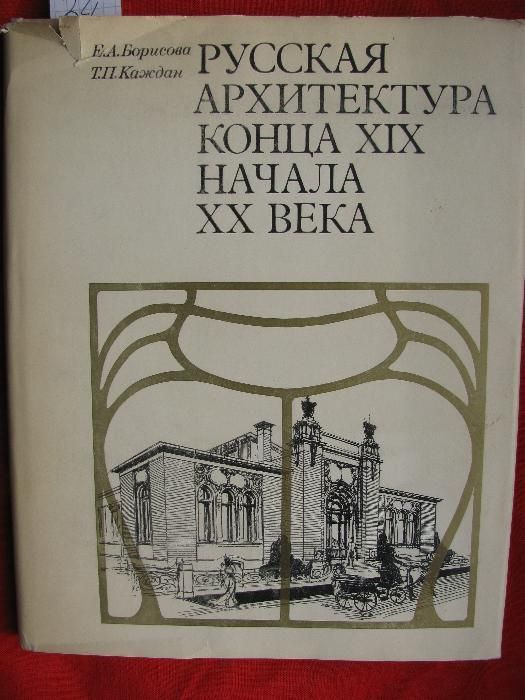 Е.А.Борисова
Т.П.Каждан
РУССКАЯ
АРХИТЕКТУРА
КОНЦА XIX
НАЧАЛА
XX ВЕКА